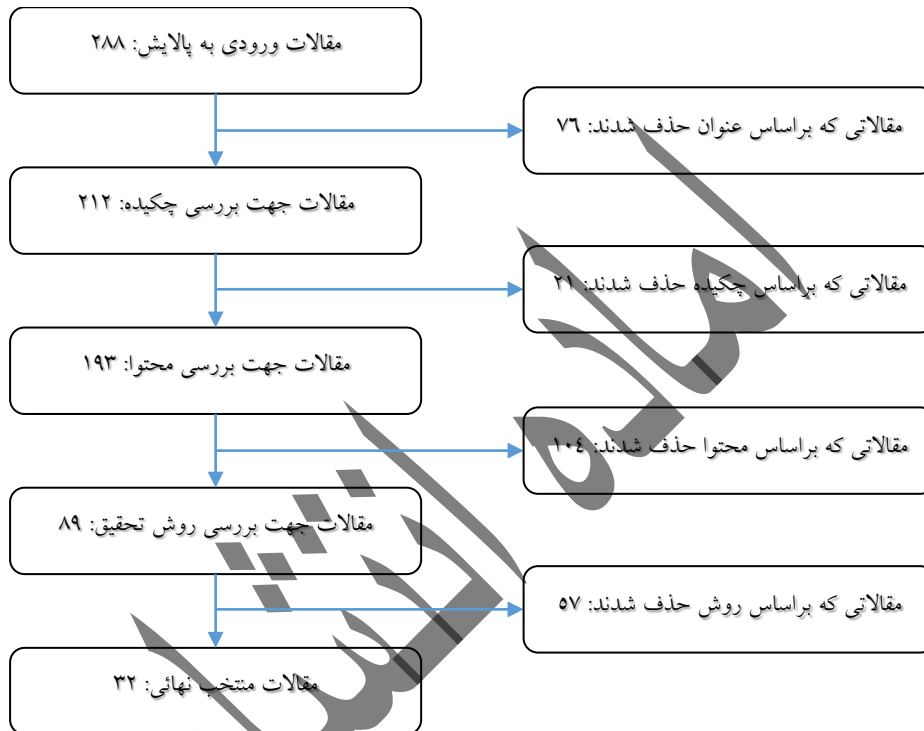 مقالات ورودی به پالایش: ۲۸۸
مقالاتی که براساس عنوان حذف شدند: ۷۶
مقالات جهت بررسی چکیده: ۲۱۲
مقالاتی که براساس چکیده حذف شدند: ۲۱
مقالات جهت بررسی محتوا: ۱۹۳
مقالاتی که براساس محتوا حذف شدند: ۱۰٤
مقالات جهت بررسی روش تحقیق: ۸۹
مقالاتی که براساس روش حذف شدند: ۵۷
مقالات منتخب نهائی: ۳۲